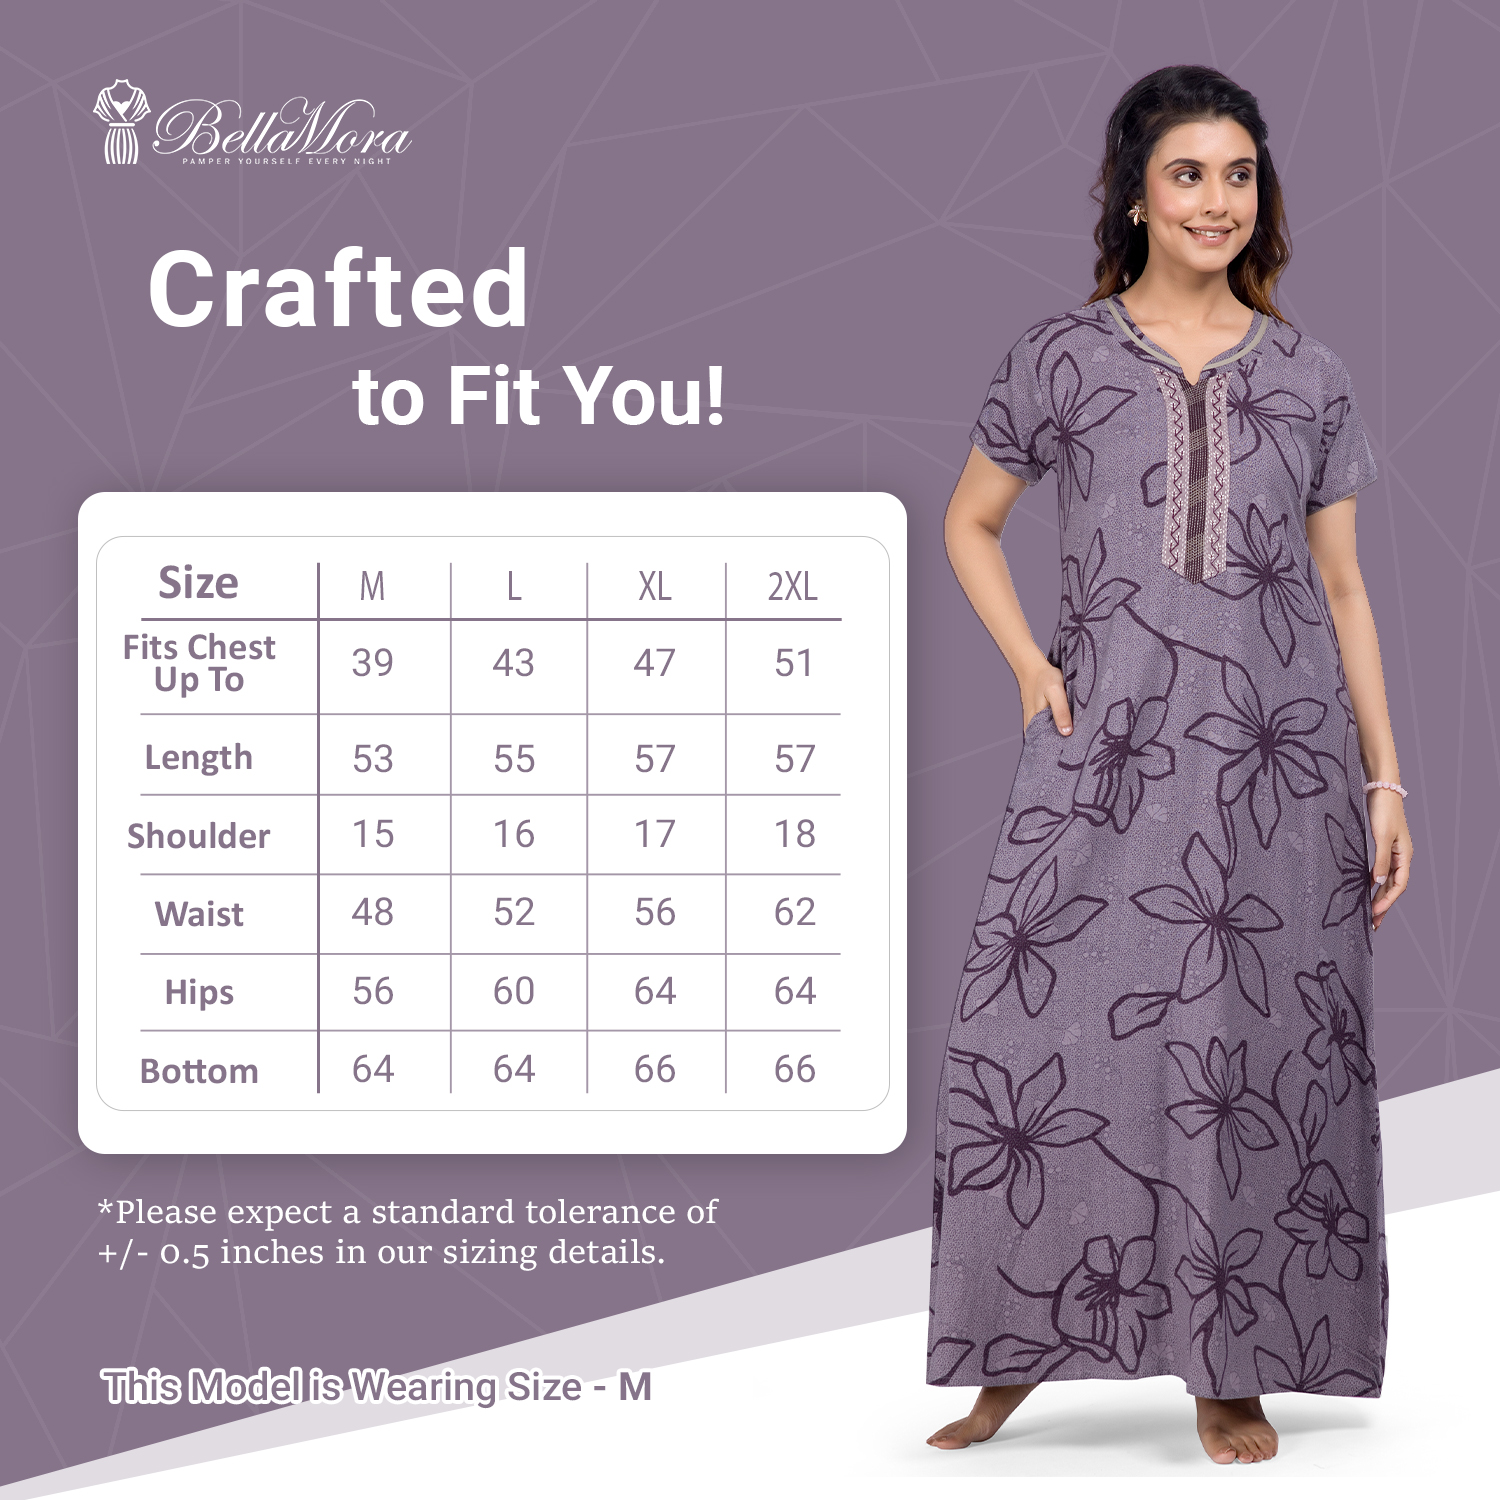 BellaMora
PAMPER YOURSELF EVERY NIGHT
Crafted
to Fit You!
Size M L XL 2XL
Fits Chest
Up To 39 43 47 51
Length 53 55 57 57
Shoulder 15 16 17 18
Waist 48 52 56 62
Hips 56 60 64 64
Bottom 64 64 66 66
*Please expect a standard tolerance of
+/- 0.5 inches in our sizing details.
This Model is Wearing Size - M